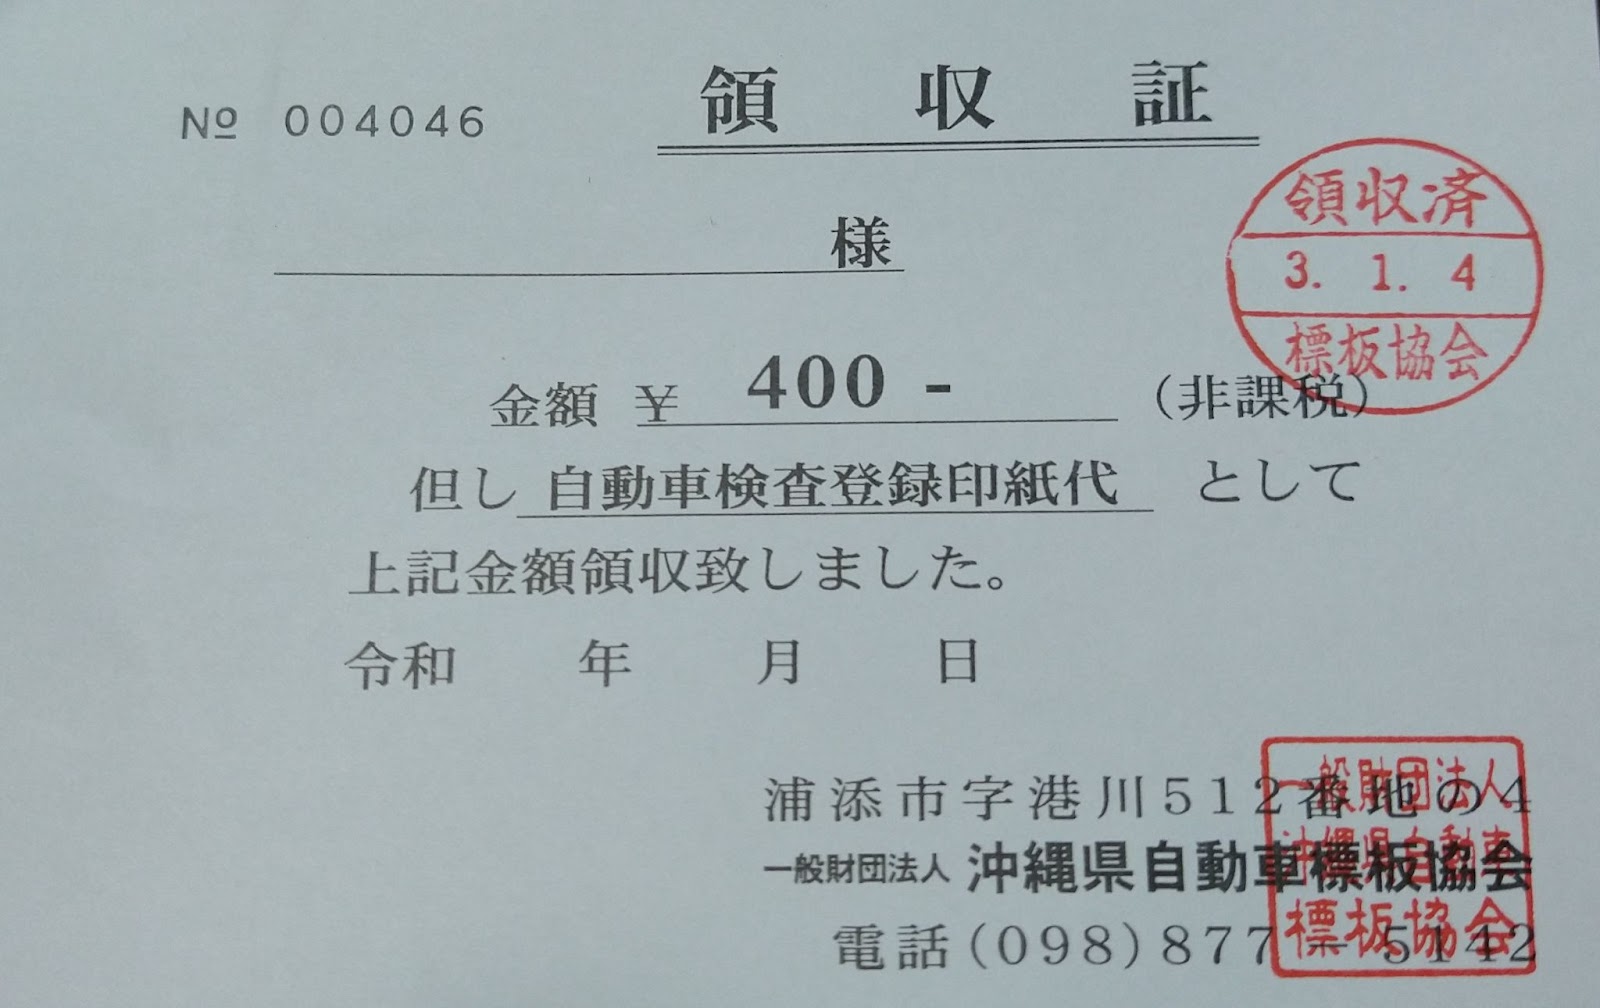 № 004046
領収証
様
領収済
3. 1. 4
標板協会
金額 ￥ 400 - （非課税）
但し 自動車検査登録印紙代 として
上記金額領収致しました。
令和 年 月 日
浦添市字港川５１２番地の４
一般財団法人 沖縄県自動車標板協会
電話(098)877－5142
一般財団法人
沖縄県自動車
標板協会